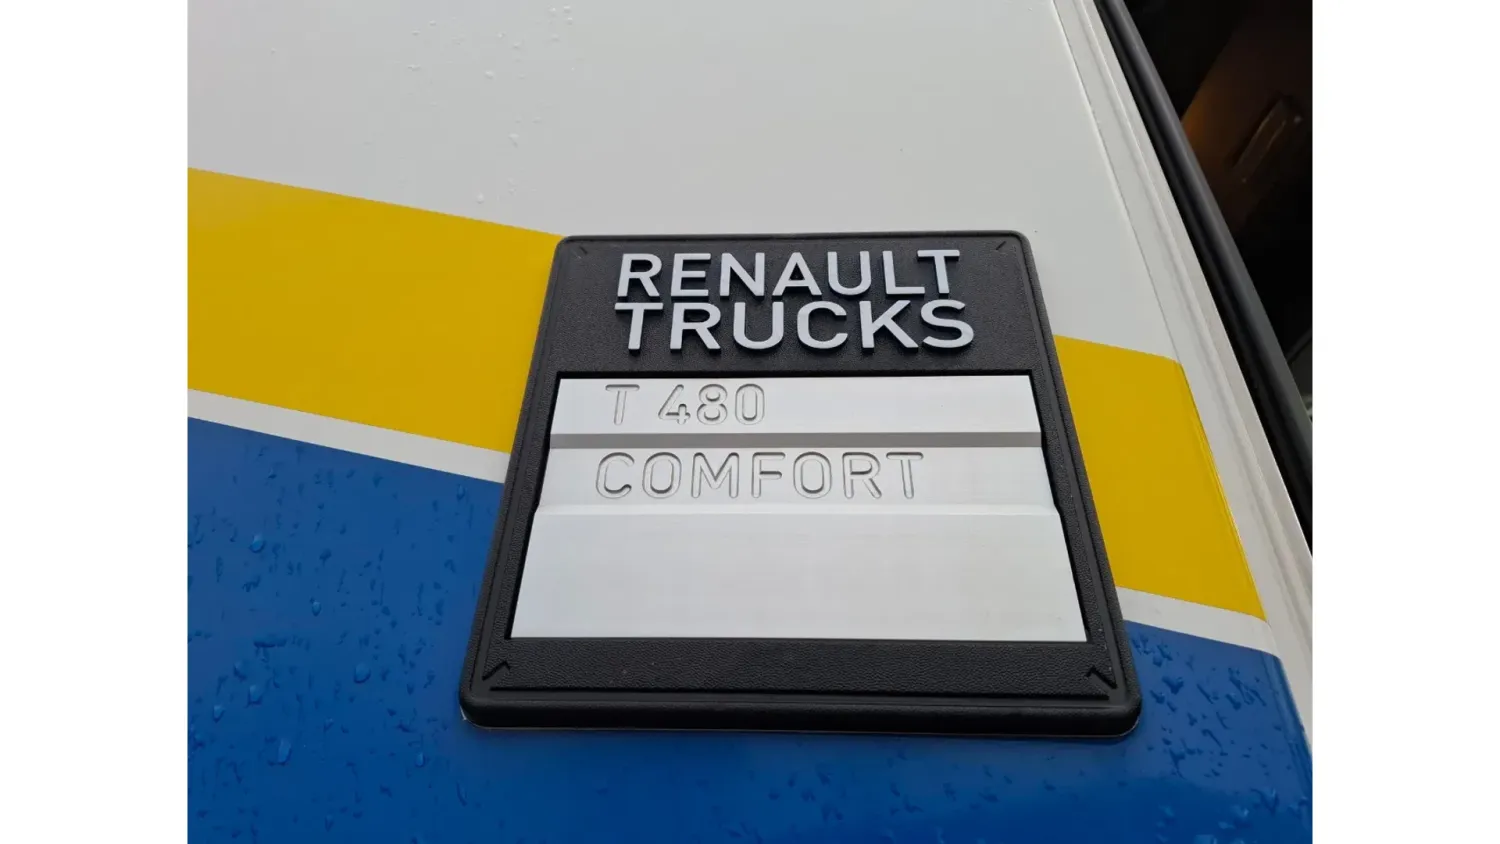 RENAULT
TRUCKS
T 480
COMFORT